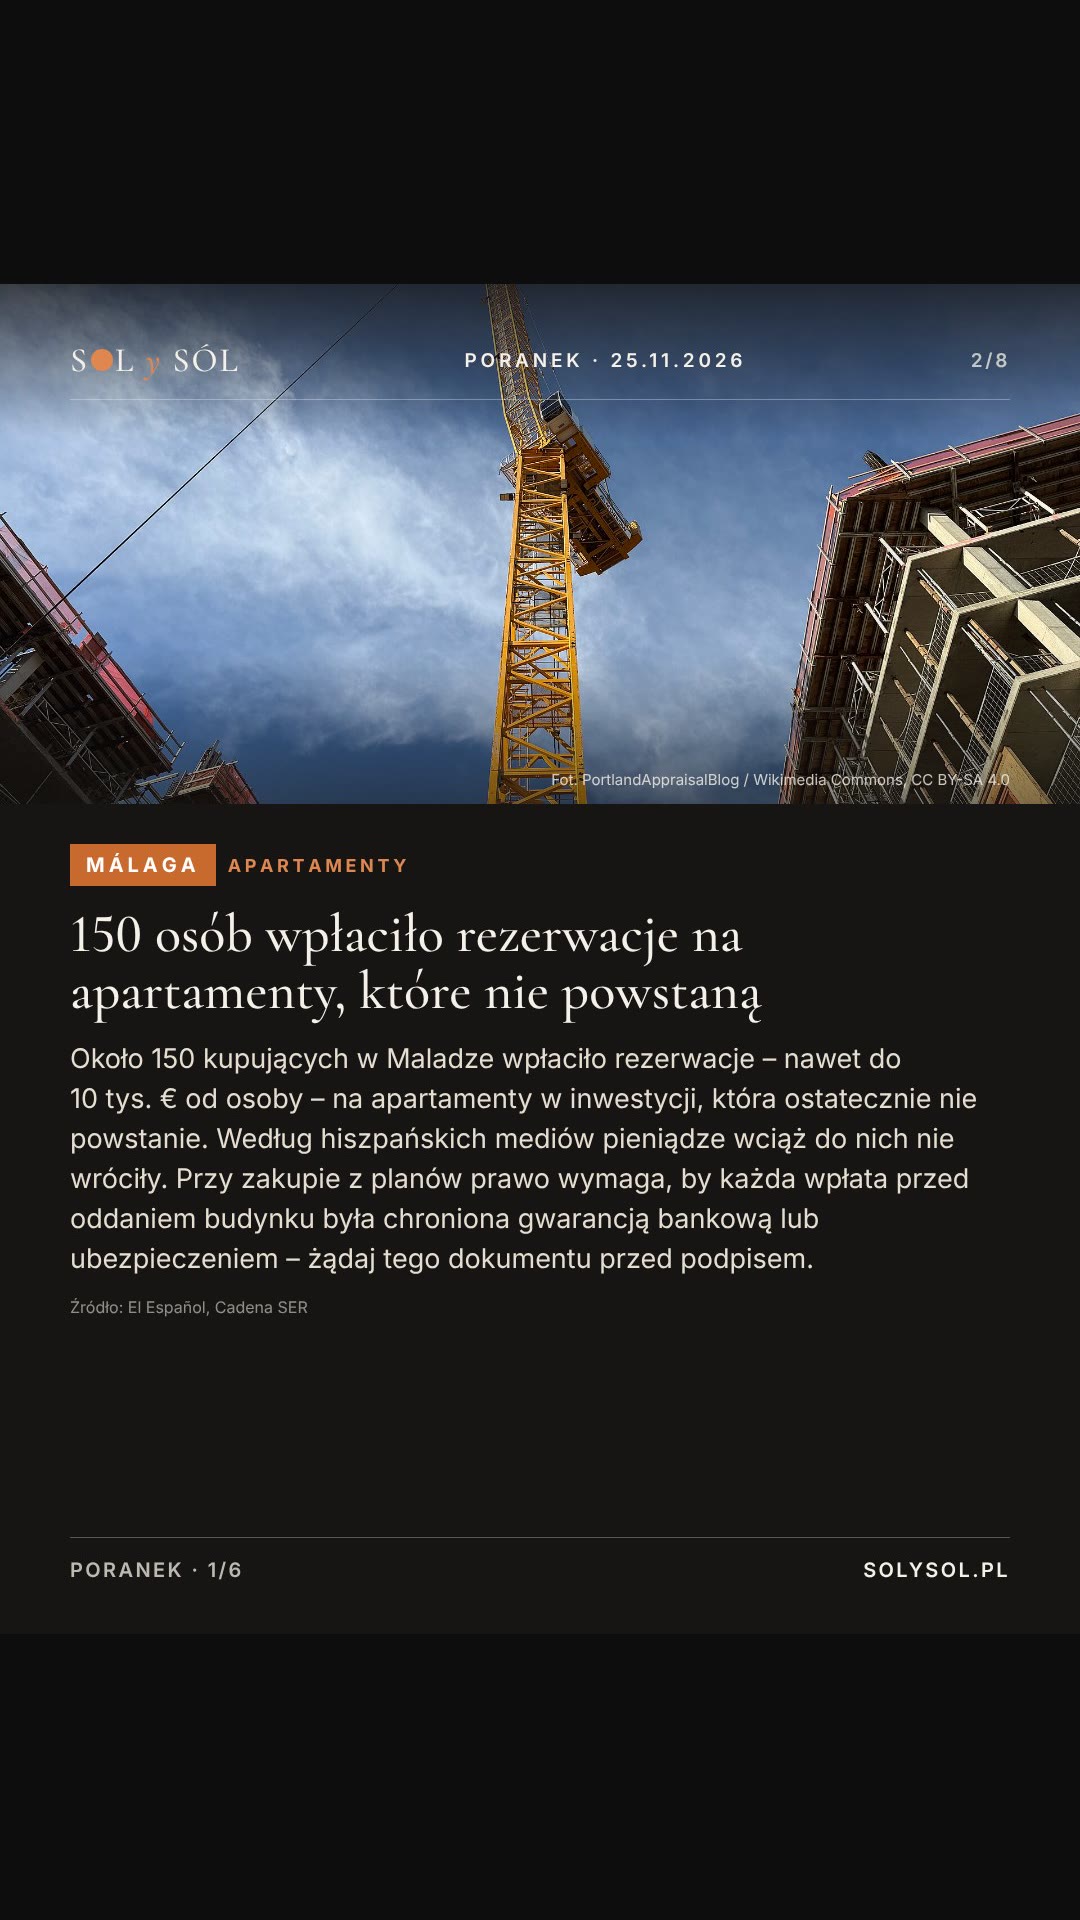 SOL y SÓL
PORANEK · 25.11.2026
2/8
Fot. PortlandAppraisalBlog / Wikimedia Commons, CC BY-SA 4.0
MÁLAGA APARTAMENTY
150 osób wpłaciło rezerwacje na
apartamenty, które nie powstaną
Około 150 kupujących w Maladze wpłaciło rezerwacje – nawet do
10 tys. € od osoby – na apartamenty w inwestycji, która ostatecznie nie
powstanie. Według hiszpańskich mediów pieniądze wciąż do nich nie
wróciły. Przy zakupie z planów prawo wymaga, by każda wpłata przed
oddaniem budynku była chroniona gwarancją bankową lub
ubezpieczeniem – żądaj tego dokumentu przed podpisem.
Źródło: El Español, Cadena SER
PORANEK · 1/6
SOLYSOL.PL